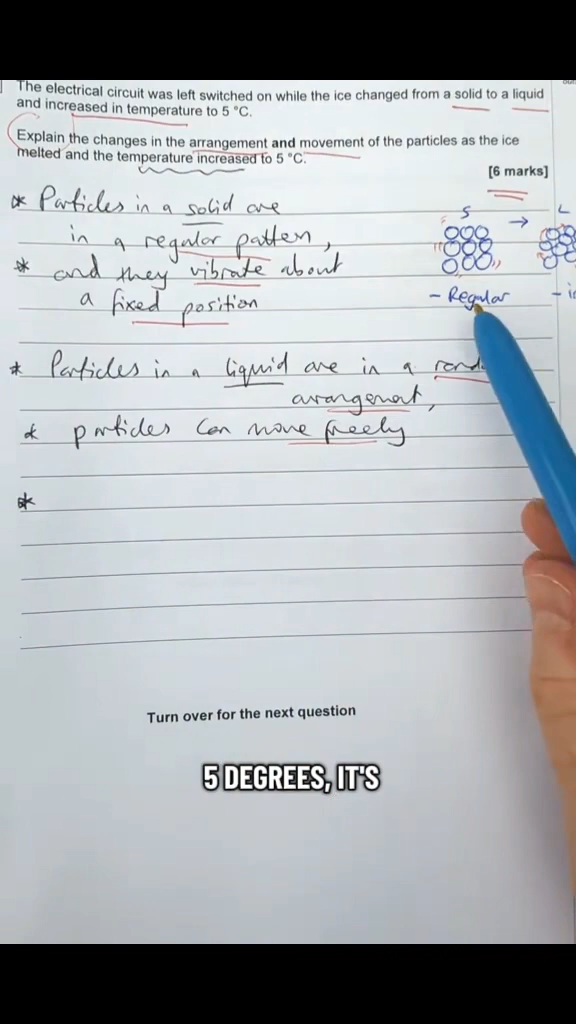 The electrical circuit was left switched on while the ice changed from a solid to a liquid
and increased in temperature to 5 °C.
Explain the changes in the arrangement and movement of the particles as the ice
melted and the temperature increased to 5 °C.
[6 marks]
* Particles in a solid are
in a regular patten,
* and they vibrate about
a fixed position
S → L
- Regular
* Particles in a liquid are in a
arrangement,
* particles can move freely
*
Turn over for the next question
5 DEGREES, IT'S